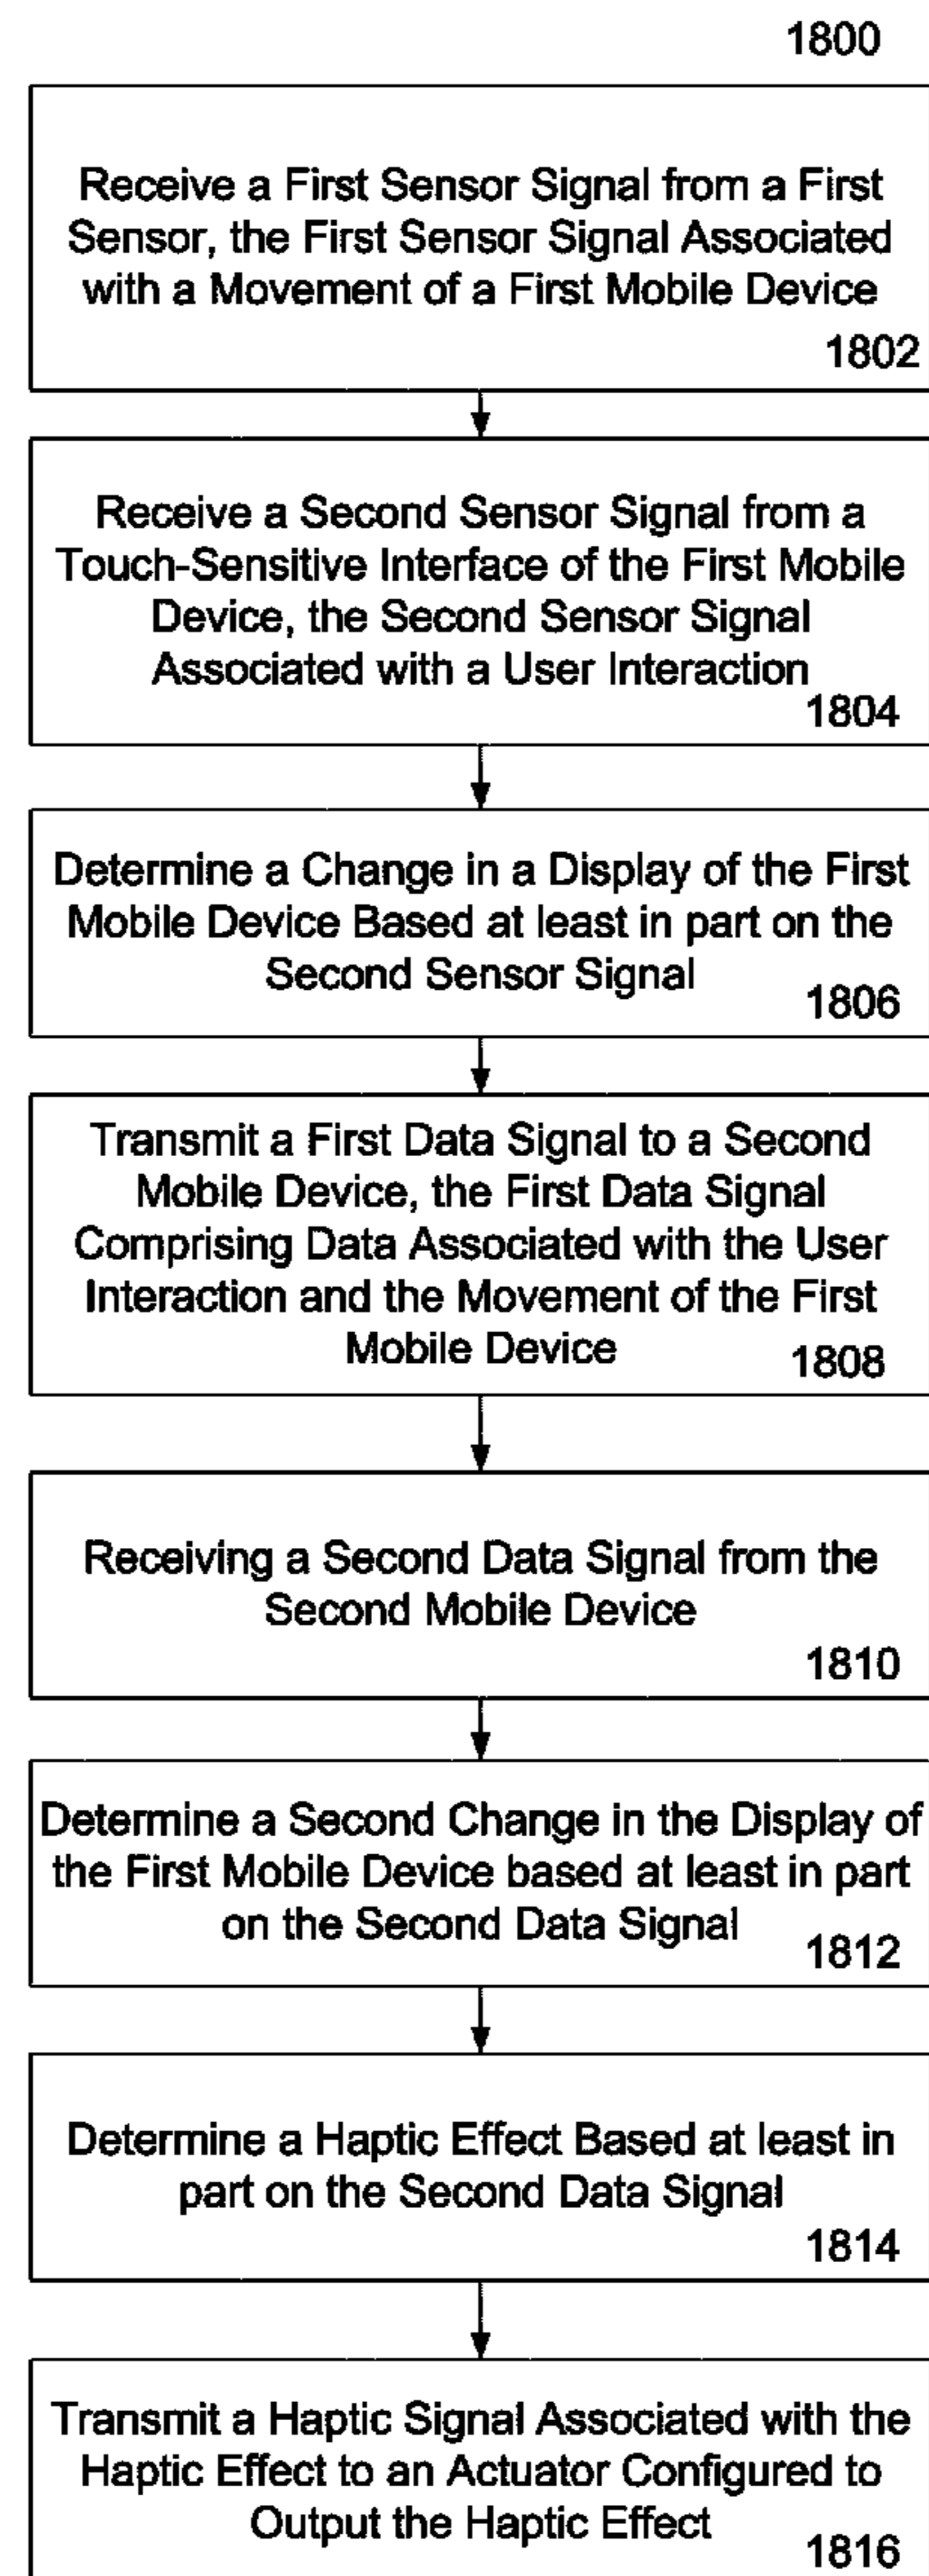 1800
Receive a First Sensor Signal from a First
Sensor, the First Sensor Signal Associated
with a Movement of a First Mobile Device
1802
Receive a Second Sensor Signal from a
Touch-Sensitive Interface of the First Mobile
Device, the Second Sensor Signal
Associated with a User Interaction
1804
Determine a Change in a Display of the First
Mobile Device Based at least in part on the
Second Sensor Signal
1806
Transmit a First Data Signal to a Second
Mobile Device, the First Data Signal
Comprising Data Associated with the User
Interaction and the Movement of the First
Mobile Device
1808
Receiving a Second Data Signal from the
Second Mobile Device
1810
Determine a Second Change in the Display of
the First Mobile Device based at least in part
on the Second Data Signal
1812
Determine a Haptic Effect Based at least in
part on the Second Data Signal
1814
Transmit a Haptic Signal Associated with the
Haptic Effect to an Actuator Configured to
Output the Haptic Effect
1816